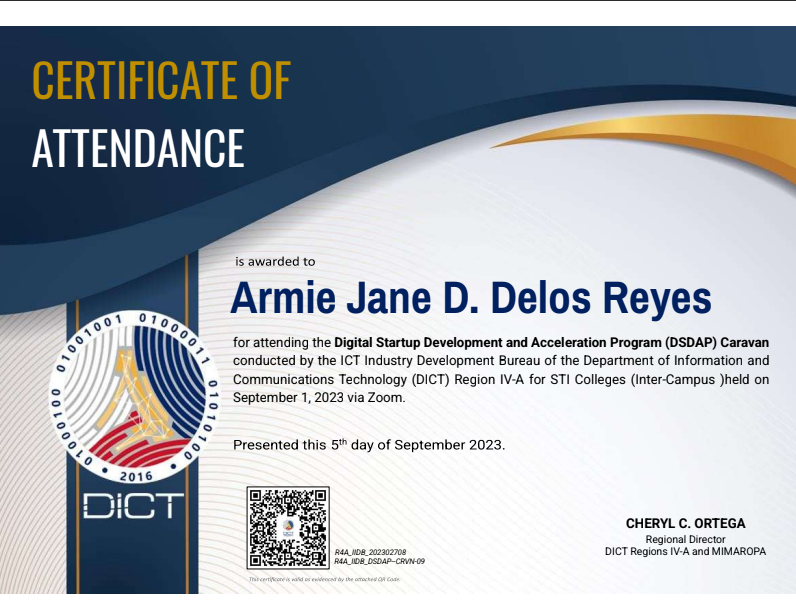 CERTIFICATE OF
ATTENDANCE
is awarded to
Armie Jane D. Delos Reyes
for attending the Digital Startup Development and Acceleration Program (DSDAP) Caravan
conducted by the ICT Industry Development Bureau of the Department of Information and
Communications Technology (DICT) Region IV-A for STI Colleges (Inter-Campus )held on
September 1, 2023 via Zoom.
Presented this 5th day of September 2023.
01000100 01001001 01000011 01010100
2016
DICT
R4A_IIDB_202302708
R4A_IIDB_DSDAP–CRVN-09
This certificate is valid as evidenced by the attached QR Code.
CHERYL C. ORTEGA
Regional Director
DICT Regions IV-A and MIMAROPA